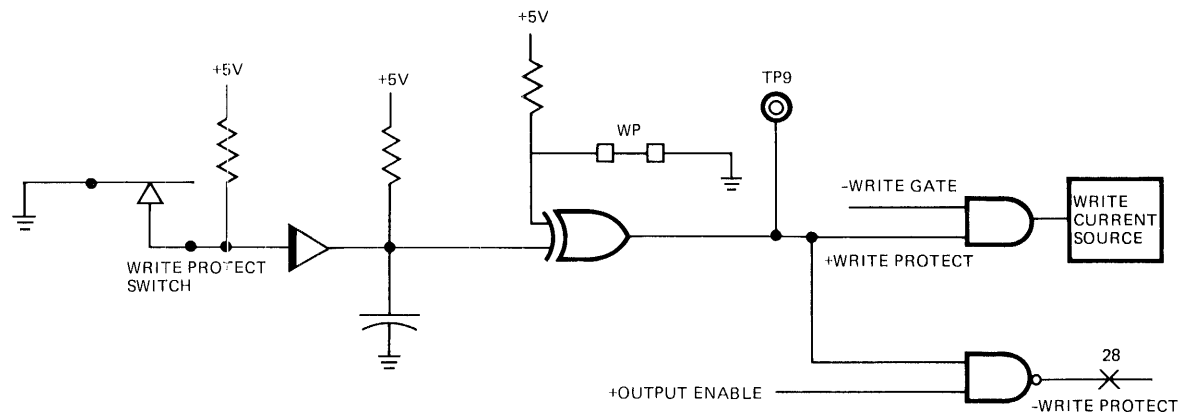 +5V
+5V
+5V
TP9
WP
-WRITE GATE
WRITE
CURRENT
SOURCE
+WRITE PROTECT
WRITE PROTECT
SWITCH
28
+OUTPUT ENABLE
-WRITE PROTECT